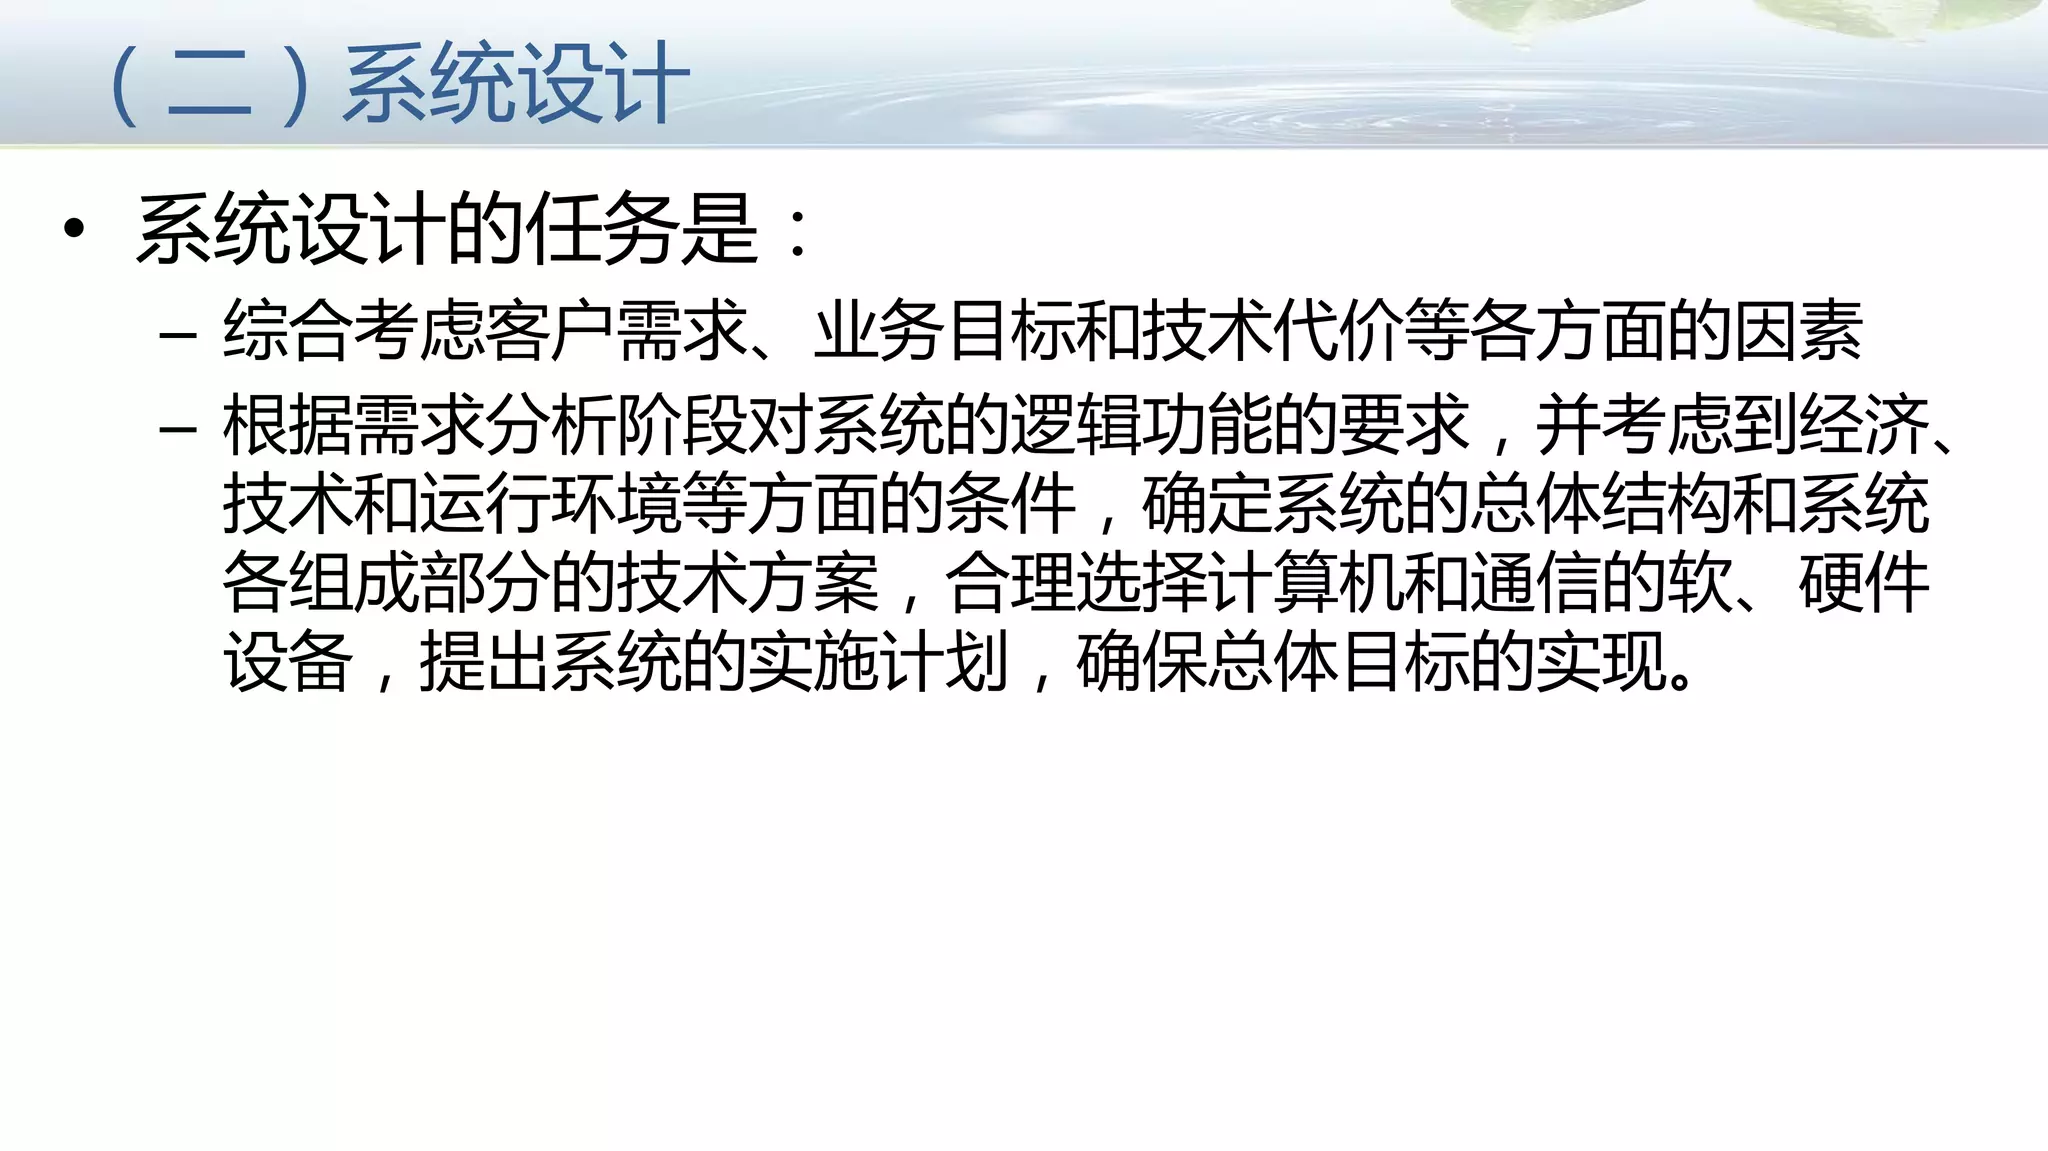 （二）系统设计
• 系统设计的任务是：
– 综合考虑客户需求、业务目标和技术代价等各方面的因素
– 根据需求分析阶段对系统的逻辑功能的要求，并考虑到经济、
技术和运行环境等方面的条件，确定系统的总体结构和系统
各组成部分的技术方案，合理选择计算机和通信的软、硬件
设备，提出系统的实施计划，确保总体目标的实现。